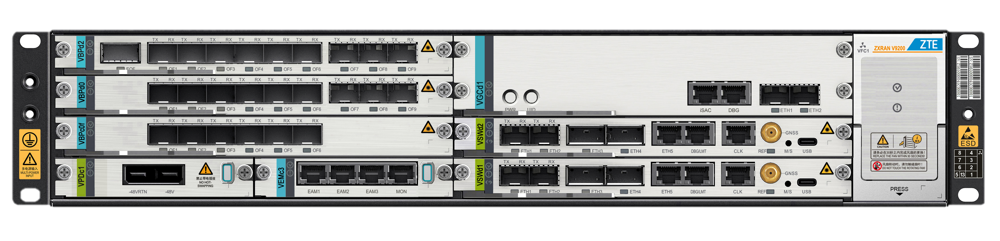 VBPd2
TX RX TX RX TX RX TX RX TX RX TX RX TX RX TX RX TX RX
EOF OF1 OF2 OF3 OF4 OF5 OF6 OF7 OF8 OF9
VBPd0
TX RX TX RX TX RX TX RX TX RX TX RX TX RX TX RX TX RX
OF1 OF2 OF3 OF4 OF5 OF6 OF7 OF8 OF9
VBPc0f
TX RX TX RX TX RX TX RX TX RX TX RX
OF1 OF2 OF3 OF4 OF5 OF6
VPDc1
-48VRTN -48V
禁止带电插拔
NO HOT-
SWAPPING
VEMc3
EAM1 EAM2 EAM3 MON
VGCd1
PWR UID
iSAC DBG ETH1 ETH2
VSWd2
TX RX TX RX
ETH1 ETH2 ETH3 ETH4 ETH5 DBG/LMT CLK REF M/S USB
GNSS
VSWd1
TX RX TX RX
ETH1 ETH2 ETH3 ETH4 ETH5 DBG/LMT CLK REF M/S USB
GNSS
VFC1
ZXRAN V9200
ZTE
CAUTION
30 S
请务必在30秒之内完成风扇的更换!
REPLACE THE FAN WITHIN 30 SECONDS!
风扇转动时，请勿触碰扇叶!
DO NOT TOUCH THE ROTATING FAN!
PRESS
多电源输入
MULTI-POWER
INPUT
ESD
8 4
7 3
6 2
5 13 1